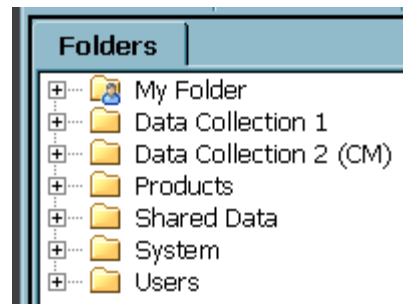 Folders
My Folder
Data Collection 1
Data Collection 2 (CM)
Products
Shared Data
System
Users